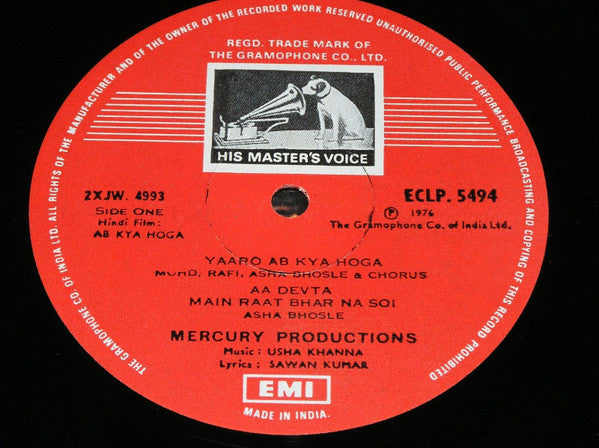 THE GRAMOPHONE CO. OF INDIA LTD. ALL RIGHTS OF THE MANUFACTURER AND OF THE OWNER OF THE RECORDED WORK RESERVED UNAUTHORISED PUBLIC PERFORMANCE BROADCASTING AND COPYING OF THIS RECORD PROHIBITED
REGD. TRADE MARK OF
THE GRAMOPHONE CO., LTD.
HIS MASTER'S VOICE
2XJW. 4993
SIDE ONE
Hindi Film:
AB KYA HOGA
ECLP. 5494
Ⓟ 1976
The Gramophone Co. of India Ltd.
YAARO AB KYA HOGA
MOHD. RAFI, ASHA BHOSLE & CHORUS
AA DEVTA
MAIN RAAT BHAR NA SOI
ASHA BHOSLE
MERCURY PRODUCTIONS
Music: USHA KHANNA
Lyrics: SAWAN KUMAR
EMI
MADE IN INDIA.